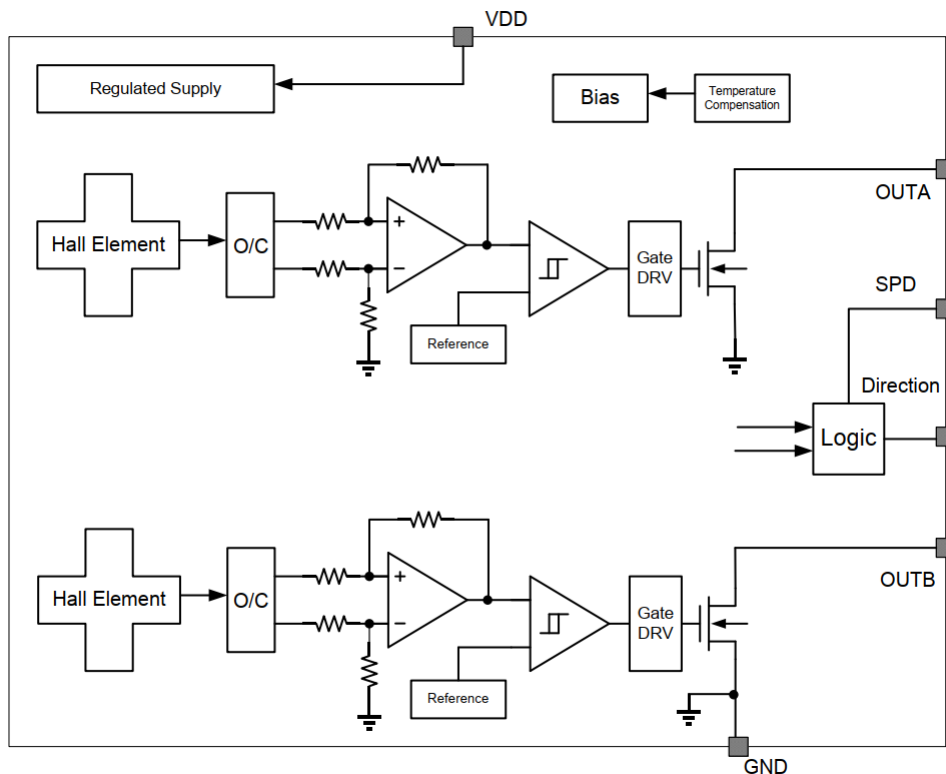 VDD
Regulated Supply
Bias
Temperature
Compensation
OUTA
Hall Element
O/C
+
−
Gate
DRV
Reference
SPD
Direction
Logic
OUTB
Hall Element
O/C
+
−
Gate
DRV
Reference
GND